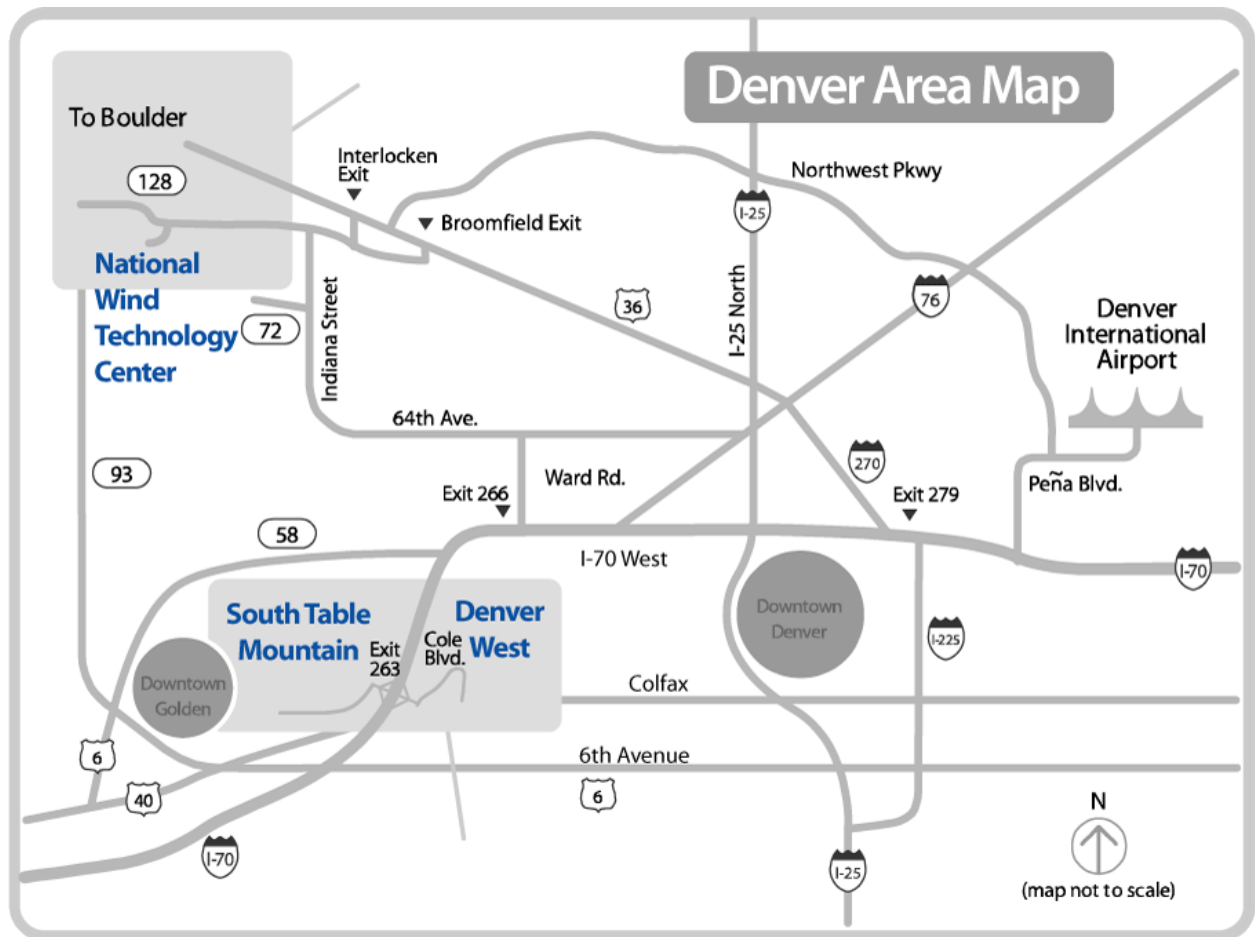 Denver Area Map
To Boulder
Interlocken
Exit
128
Northwest Pkwy
I-25
Broomfield Exit
National
Wind
Technology
Center
72
Indiana Street
36
I-25 North
76
Denver
International
Airport
64th Ave.
93
Ward Rd.
270
Exit 266
Exit 279
Peña Blvd.
58
I-70 West
I-70
South Table
Mountain
Denver
West
Exit
263
Cole
Blvd.
Downtown
Denver
I-225
Downtown
Golden
Colfax
6
6th Avenue
40
6
N
I-70
I-25
(map not to scale)